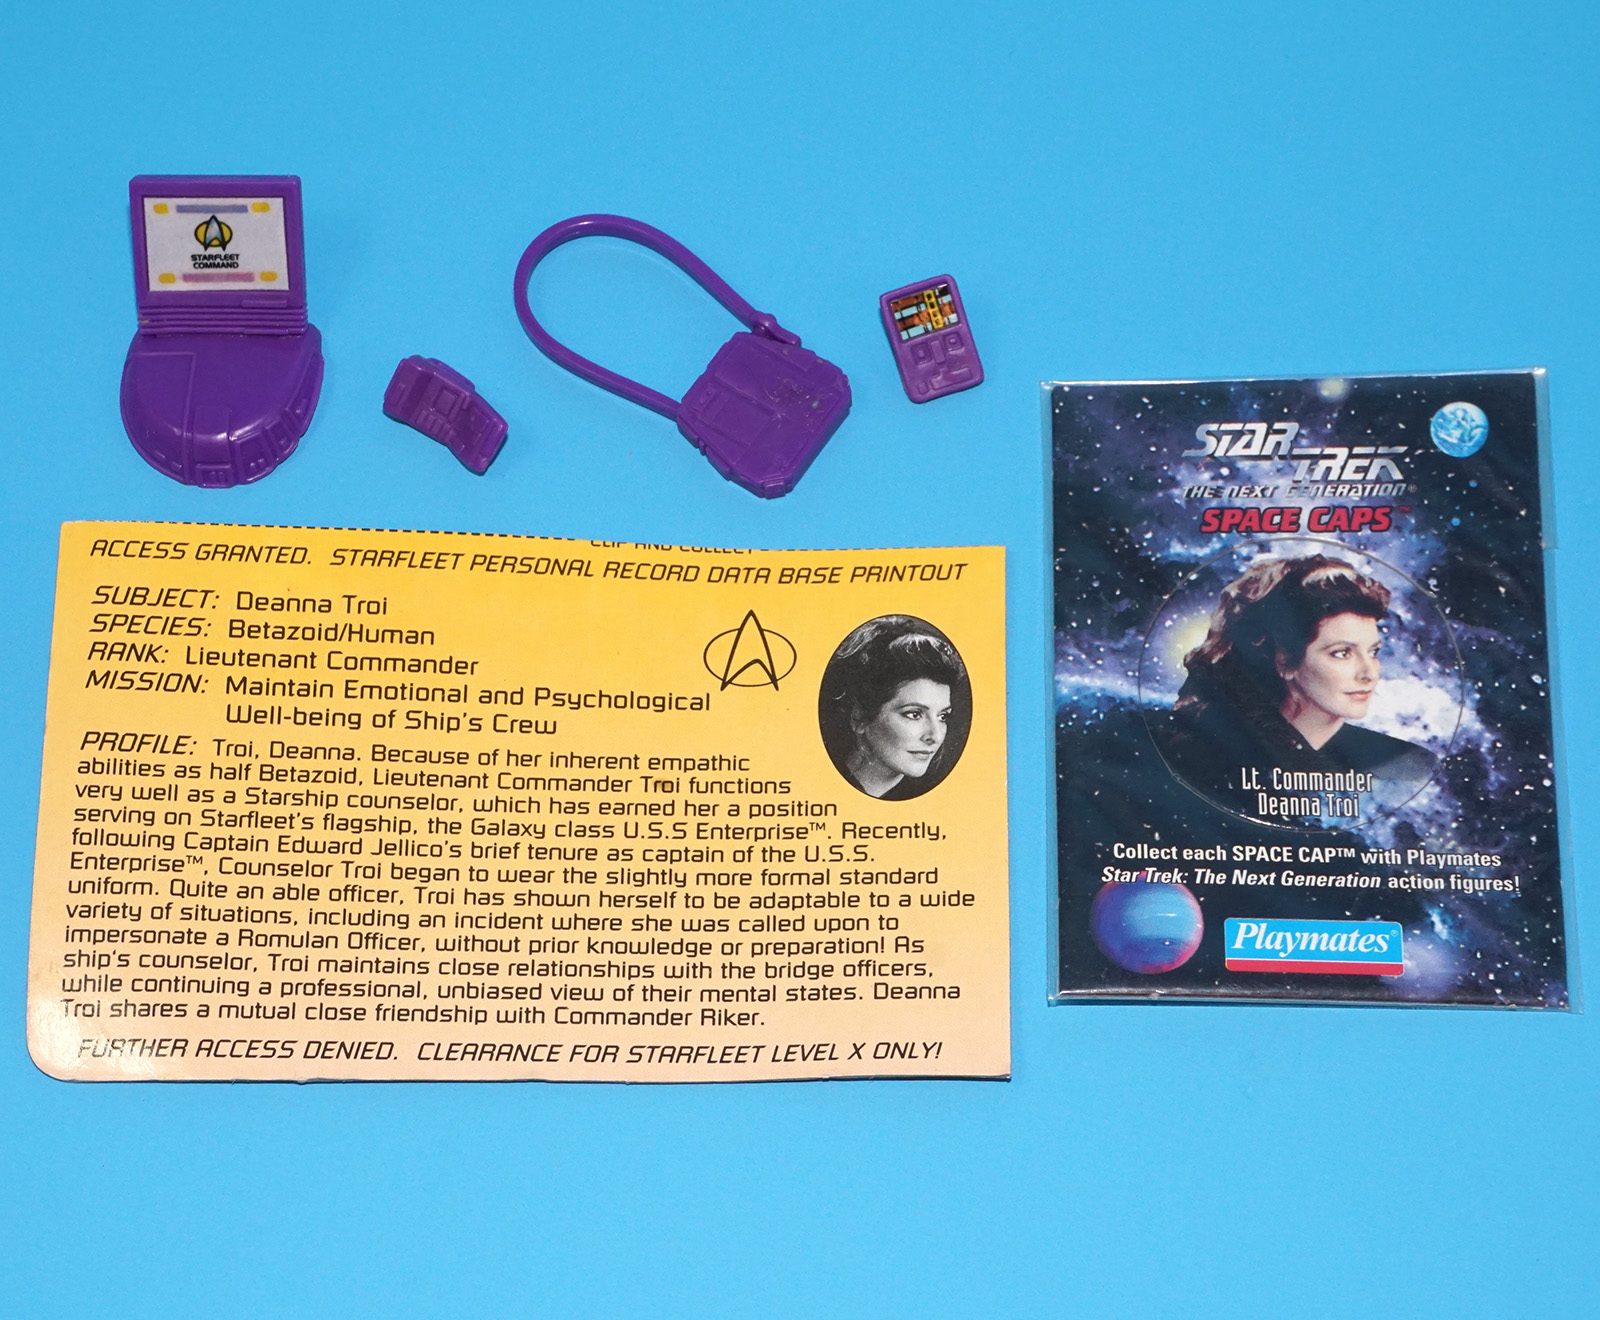 STARFLEET
COMMAND
CLIP AND COLLECT
ACCESS GRANTED. STARFLEET PERSONAL RECORD DATA BASE PRINTOUT
SUBJECT: Deanna Troi
SPECIES: Betazoid/Human
RANK: Lieutenant Commander
MISSION: Maintain Emotional and Psychological
Well-being of Ship's Crew
PROFILE: Troi, Deanna. Because of her inherent empathic
abilities as half Betazoid, Lieutenant Commander Troi functions
very well as a Starship counselor, which has earned her a position
serving on Starfleet's flagship, the Galaxy class U.S.S Enterprise™. Recently,
following Captain Edward Jellico's brief tenure as captain of the U.S.S.
Enterprise™, Counselor Troi began to wear the slightly more formal standard
uniform. Quite an able officer, Troi has shown herself to be adaptable to a wide
variety of situations, including an incident where she was called upon to
impersonate a Romulan Officer, without prior knowledge or preparation! As
ship's counselor, Troi maintains close relationships with the bridge officers,
while continuing a professional, unbiased view of their mental states. Deanna
Troi shares a mutual close friendship with Commander Riker.
FURTHER ACCESS DENIED. CLEARANCE FOR STARFLEET LEVEL X ONLY!
STAR
TREK
THE NEXT GENERATION®
SPACE CAPS™
Lt. Commander
Deanna Troi
Collect each SPACE CAP™ with Playmates
Star Trek: The Next Generation action figures!
Playmates®